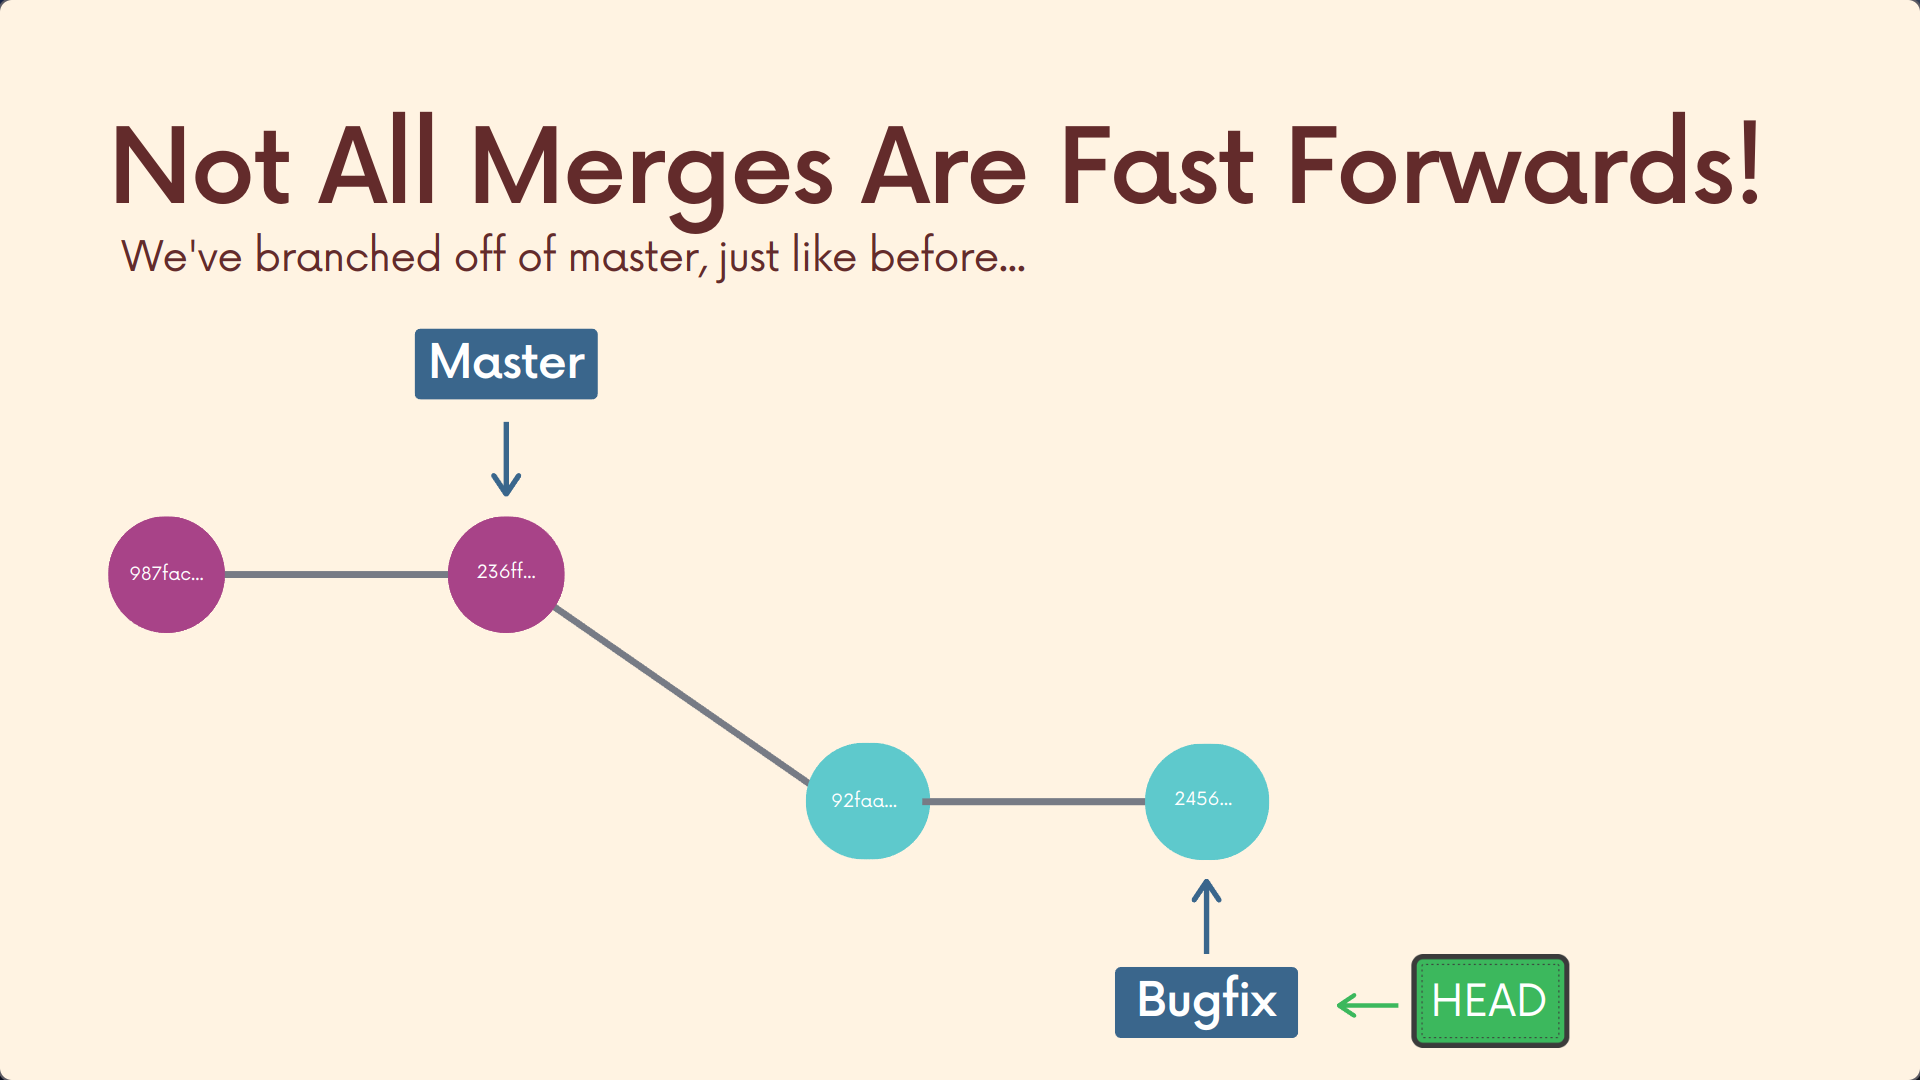 Not All Merges Are Fast Forwards!
We've branched off of master, just like before...
Master
987fac...
236ff...
92faa...
2456...
Bugfix
HEAD